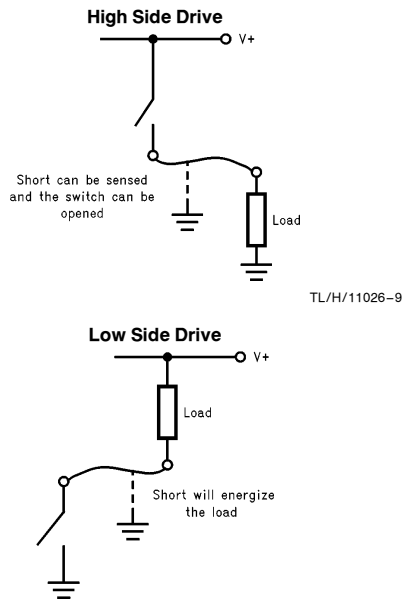 High Side Drive
V+
Short can be sensed
and the switch can be
opened
Load
TL/H/11026–9
Low Side Drive
V+
Load
Short will energize
the load